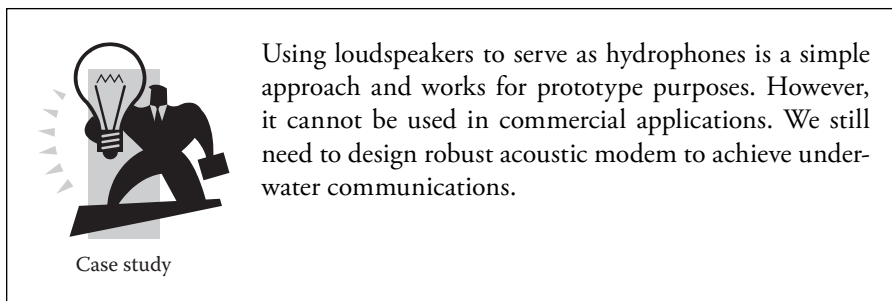 Using loudspeakers to serve as hydrophones is a simple
approach and works for prototype purposes. However,
it cannot be used in commercial applications. We still
need to design robust acoustic modem to achieve under-
water communications.
Case study